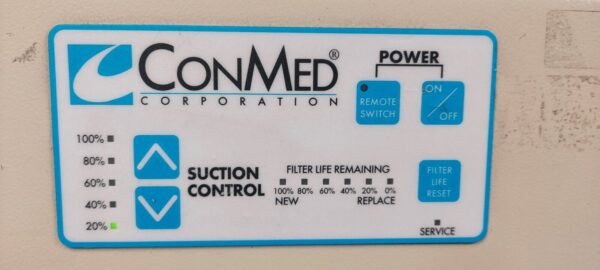 CONMED®
CORPORATION
POWER
REMOTE
SWITCH
ON
OFF
100%
80%
60%
40%
20%
SUCTION
CONTROL
FILTER LIFE REMAINING
100% 80% 60% 40% 20% 0%
NEW REPLACE
FILTER
LIFE
RESET
SERVICE